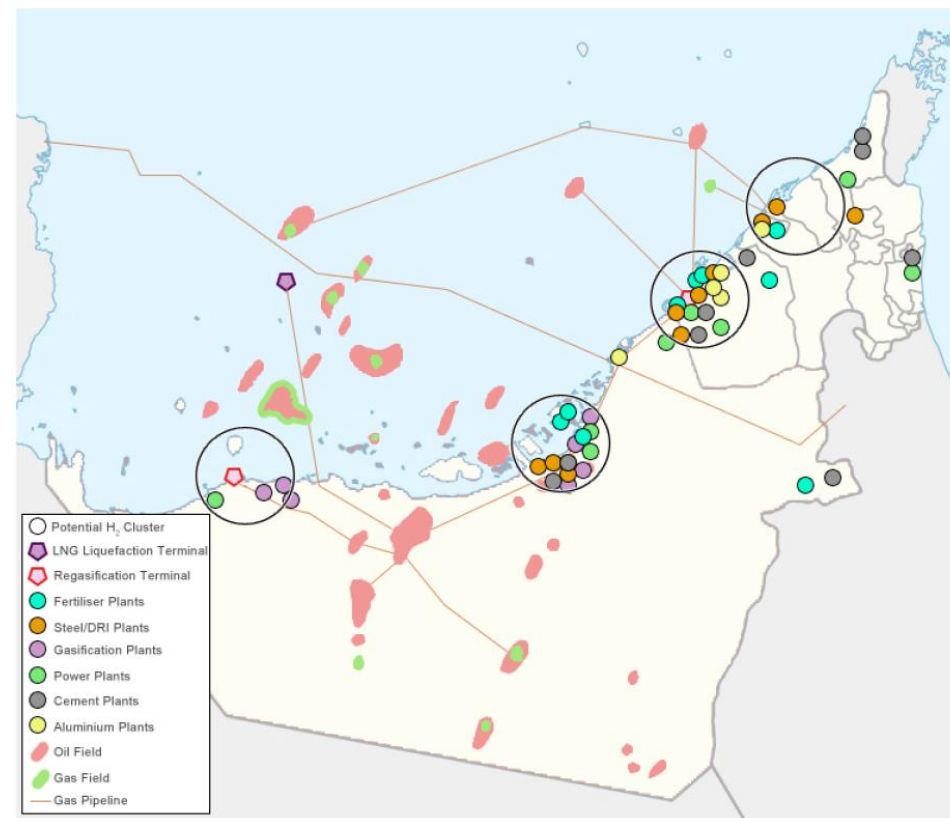 Potential H₂ Cluster
LNG Liquefaction Terminal
Regasification Terminal
Fertiliser Plants
Steel/DRI Plants
Gasification Plants
Power Plants
Cement Plants
Aluminium Plants
Oil Field
Gas Field
Gas Pipeline